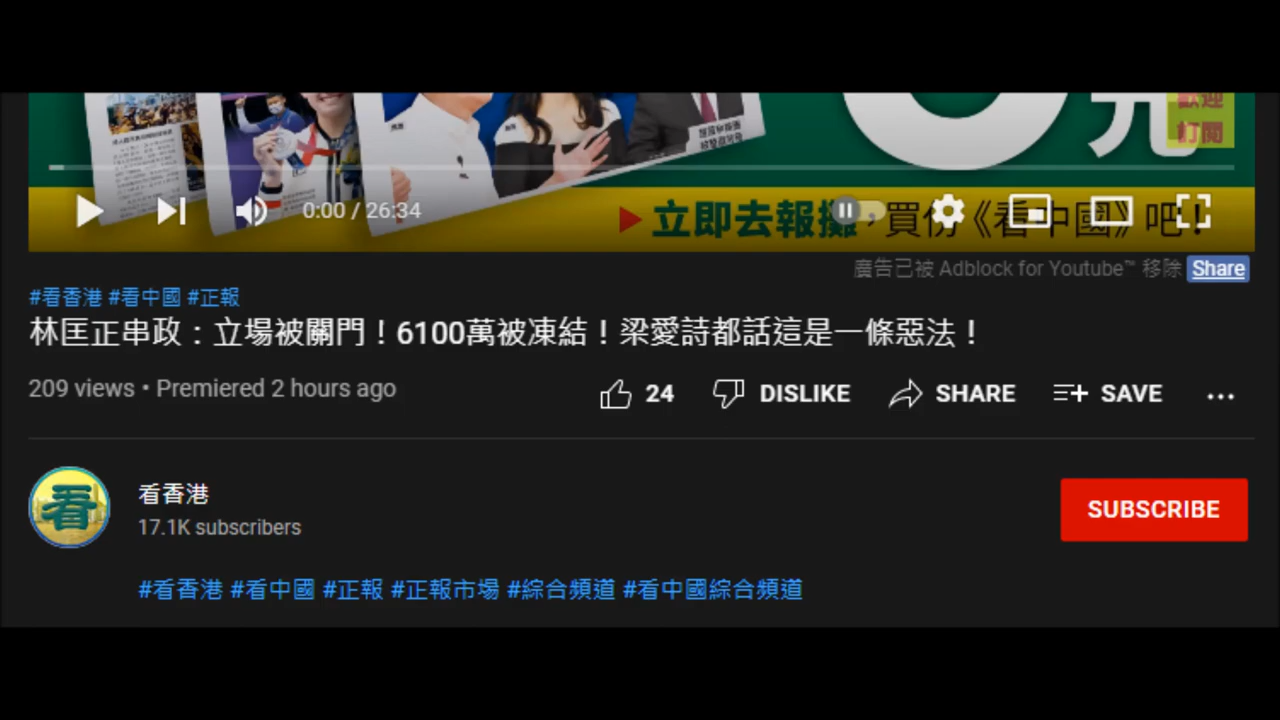 元
歡迎
訂閱
0:00 / 26:34
立即去報攤，買份《看中國》吧！
廣告已被 Adblock for Youtube™ 移除 Share
#看香港 #看中國 #正報
林匡正串政：立場被關門！6100萬被凍結！梁愛詩都話這是一條惡法！
209 views • Premiered 2 hours ago
24 DISLIKE SHARE SAVE
看
看香港
17.1K subscribers
SUBSCRIBE
#看香港 #看中國 #正報 #正報市場 #綜合頻道 #看中國綜合頻道